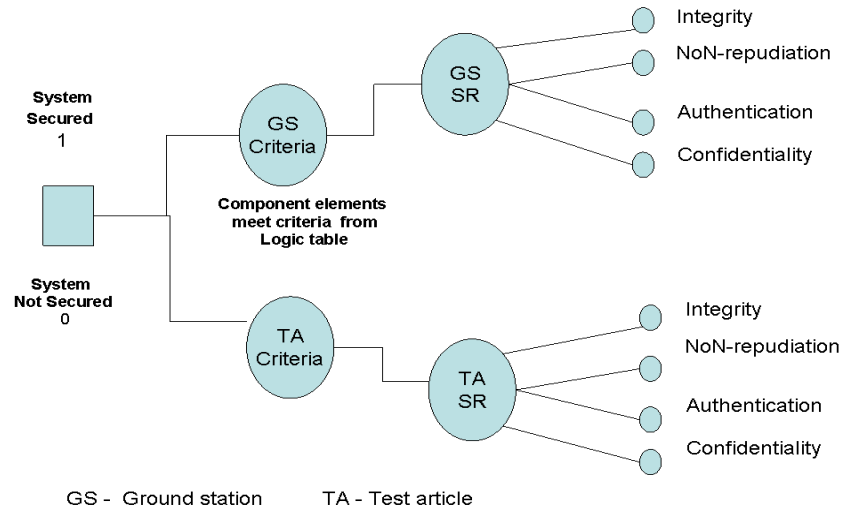 System
Secured
1
System
Not Secured
0
GS
Criteria
Component elements
meet criteria from
Logic table
GS
SR
Integrity
NoN-repudiation
Authentication
Confidentiality
TA
Criteria
TA
SR
Integrity
NoN-repudiation
Authentication
Confidentiality
GS - Ground station TA - Test article